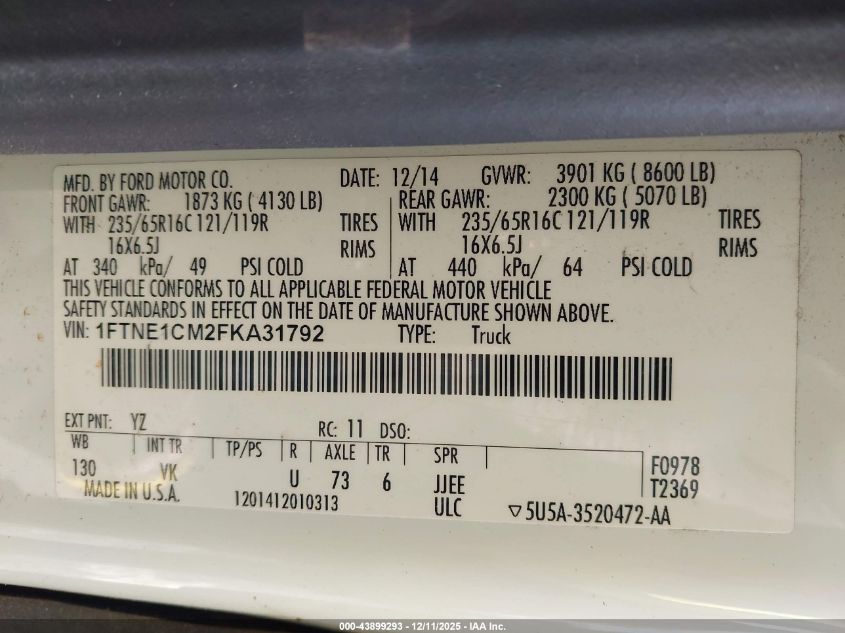 MFD. BY FORD MOTOR CO. DATE: 12/14 GVWR: 3901 KG ( 8600 LB)
FRONT GAWR: 1873 KG ( 4130 LB) REAR GAWR: 2300 KG ( 5070 LB)
WITH 235/65R16C 121/119R TIRES WITH 235/65R16C 121/119R TIRES
16X6.5J RIMS 16X6.5J RIMS
AT 340 kPa/ 49 PSI COLD AT 440 kPa/ 64 PSI COLD
THIS VEHICLE CONFORMS TO ALL APPLICABLE FEDERAL MOTOR VEHICLE
SAFETY STANDARDS IN EFFECT ON THE DATE OF MANUFACTURE SHOWN ABOVE.
VIN: 1FTNE1CM2FKA31792 TYPE: Truck
EXT PNT: YZ RC: 11 DSO:
WB INT TR TP/PS R AXLE TR SPR
130 VK U 73 6 JJEE F0978
MADE IN U.S.A. 1201412010313 ULC T2369
▽5U5A-3520472-AA
000-43899293 - 12/11/2025 - IAA Inc.